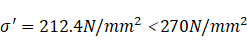 σ′ = 212.4N/mm² <270N/mm²